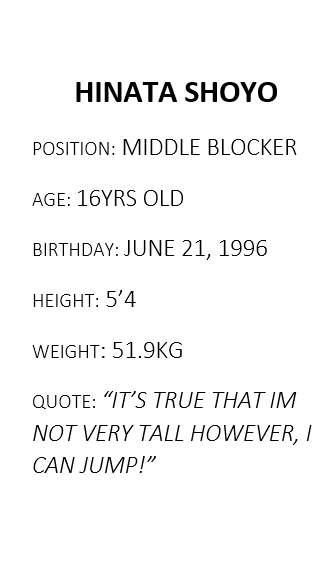 HINATA SHOYO
POSITION: MIDDLE BLOCKER
AGE: 16YRS OLD
BIRTHDAY: JUNE 21, 1996
HEIGHT: 5’4
WEIGHT: 51.9KG
QUOTE: “IT’S TRUE THAT IM
NOT VERY TALL HOWEVER, I
CAN JUMP!”